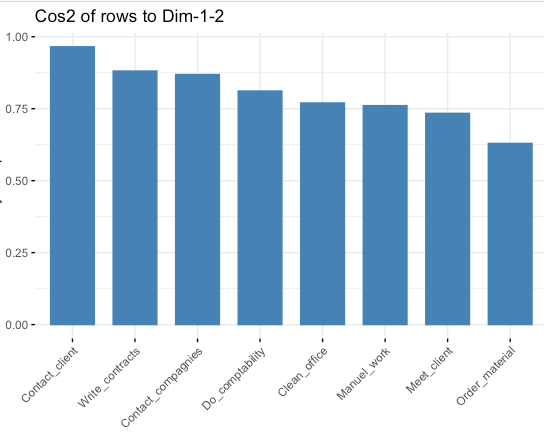 Cos2 of rows to Dim-1-2
1.00
0.75
0.50
0.25
0.00
Contact_client
Write_contracts
Contact_compagnies
Do_comptability
Clean_office
Manuel_work
Meet_client
Order_material